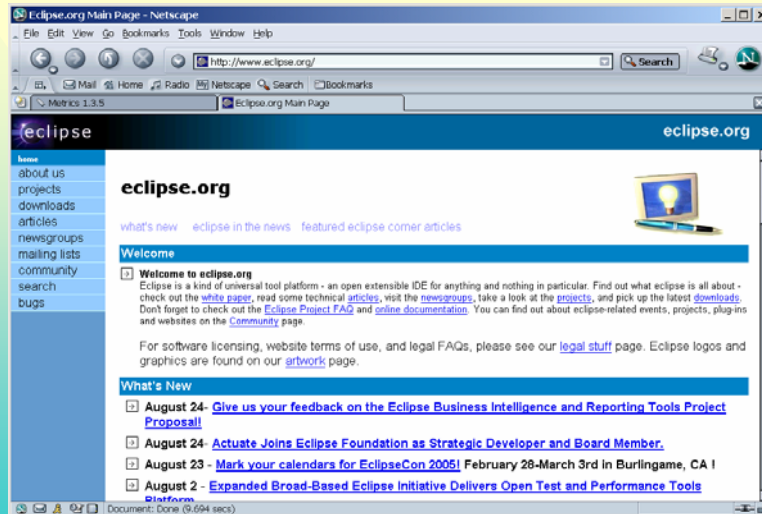 Eclipse.org Main Page - Netscape
File Edit View Go Bookmarks Tools Window Help
http://www.eclipse.org/
Search
Mail Home Radio My Netscape Search Bookmarks
Metrics 1.3.5
Eclipse.org Main Page
eclipse
eclipse.org
home
about us
projects
downloads
articles
newsgroups
mailing lists
community
search
bugs
eclipse.org
what's new eclipse in the news featured eclipse corner articles
Welcome
Welcome to eclipse.org
Eclipse is a kind of universal tool platform - an open extensible IDE for anything and nothing in particular. Find out what eclipse is all about -
check out the white paper, read some technical articles, visit the newsgroups, take a look at the projects, and pick up the latest downloads.
Don't forget to check out the Eclipse Project FAQ and online documentation. You can find out about eclipse-related events, projects, plug-ins
and websites on the Community page.
For software licensing, website terms of use, and legal FAQs, please see our legal stuff page. Eclipse logos and
graphics are found on our artwork page.
What's New
August 24- Give us your feedback on the Eclipse Business Intelligence and Reporting Tools Project
Proposal!
August 24- Actuate Joins Eclipse Foundation as Strategic Developer and Board Member.
August 23 - Mark your calendars for EclipseCon 2005! February 28-March 3rd in Burlingame, CA !
August 2 - Expanded Broad-Based Eclipse Initiative Delivers Open Test and Performance Tools
Platform
Document: Done (9.694 secs)